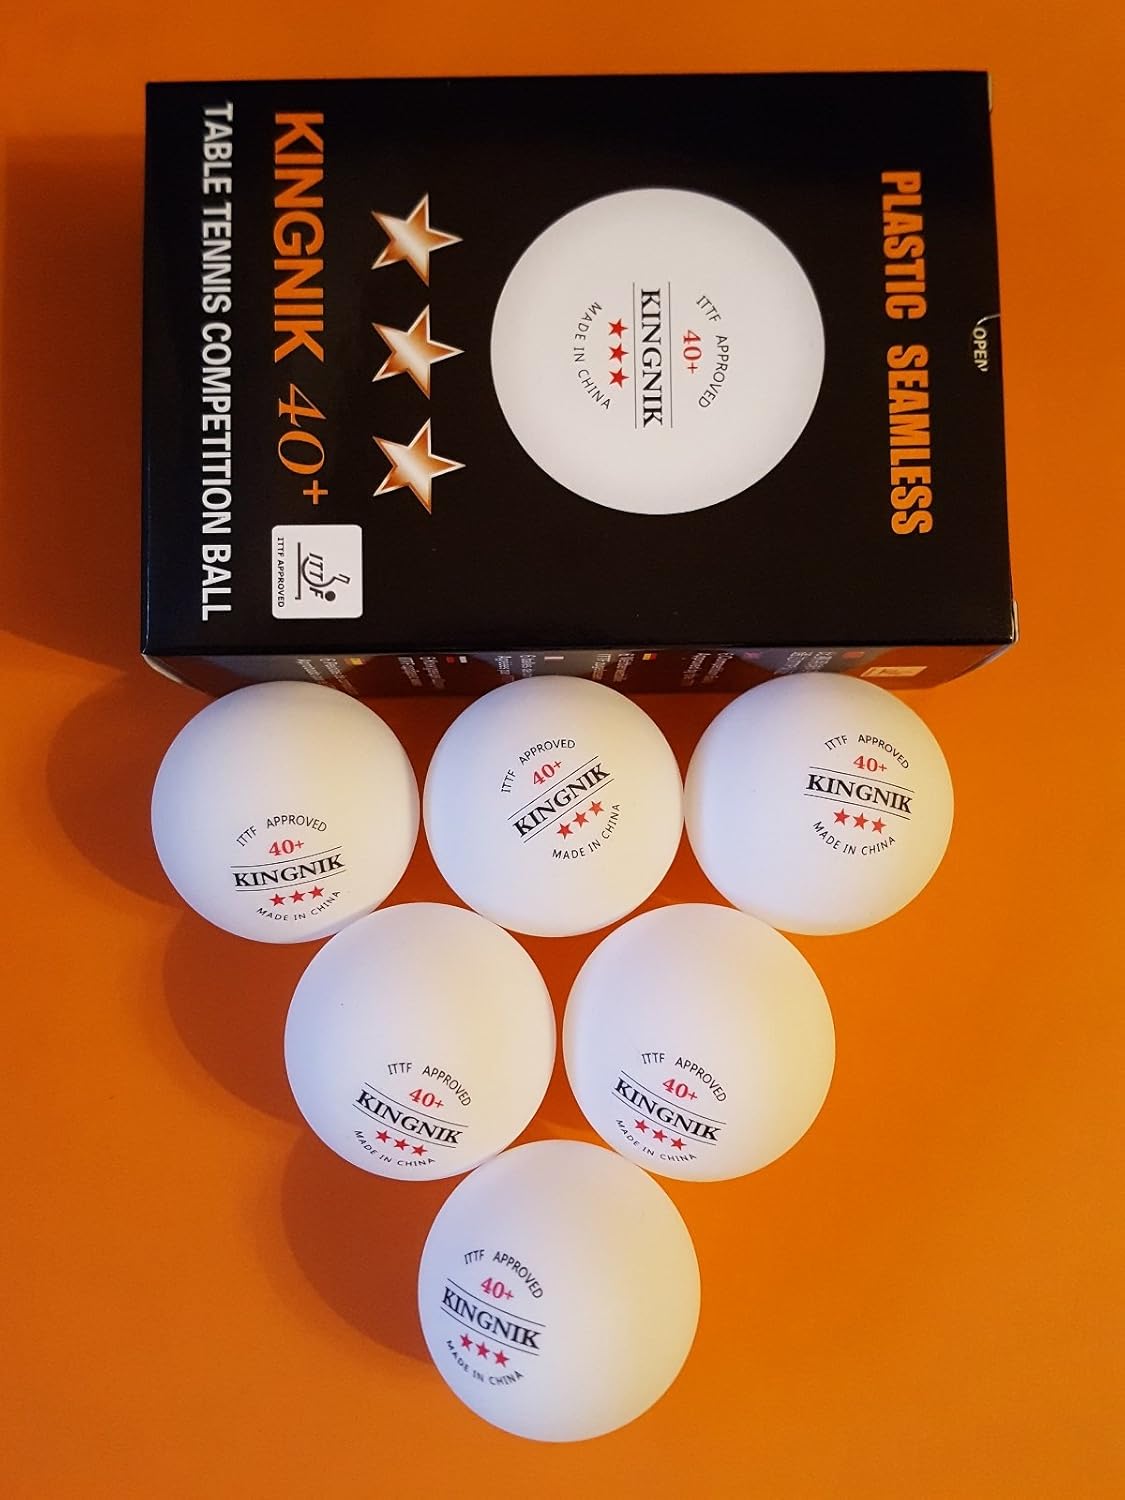 PLASTIC SEAMLESS
OPEN
ITTF APPROVED
40+
KINGNIK
MADE IN CHINA
KINGNIK 40+
TABLE TENNIS COMPETITION BALL
ITTF
ITTF APPROVED
ITTF APPROVED
40+
KINGNIK
MADE IN CHINA
ITTF APPROVED
40+
KINGNIK
MADE IN CHINA
ITTF APPROVED
40+
KINGNIK
MADE IN CHINA
ITTF APPROVED
40+
KINGNIK
MADE IN CHINA
ITTF APPROVED
40+
KINGNIK
MADE IN CHINA
ITTF APPROVED
40+
KINGNIK
MADE IN CHINA